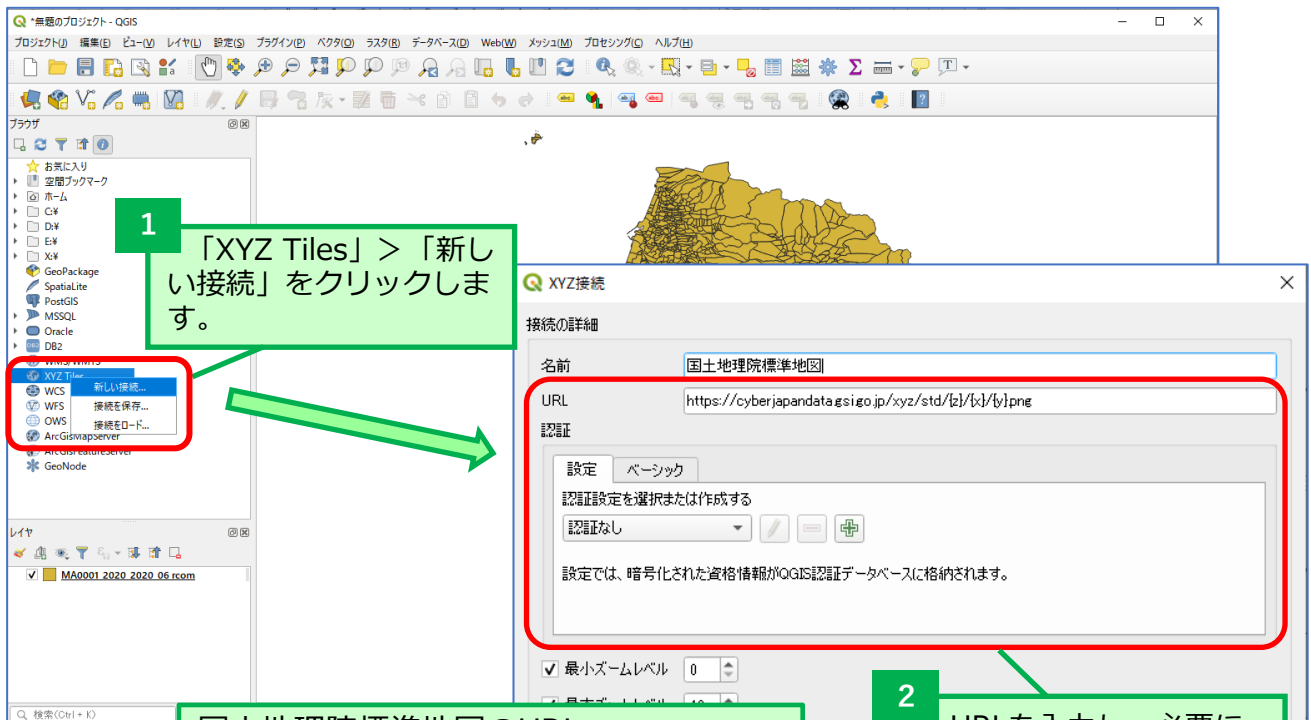 *無題のプロジェクト - QGIS
プロジェクト(J) 編集(E) ビュー(V) レイヤ(L) 設定(S) プラグイン(P) ベクタ(O) ラスタ(R) データベース(D) Web(W) メッシュ(M) プロセシング(C) ヘルプ(H)
ブラウザ
お気に入り
空間ブックマーク
ホーム
C:¥
D:¥
E:¥
X:¥
GeoPackage
SpatiaLite
PostGIS
MSSQL
Oracle
DB2
WMS/WMTS
XYZ Tiles
WCS
WFS
OWS
ArcGisMapServer
ArcGisFeatureServer
GeoNode
新しい接続...
接続を保存...
接続をロード...
1
「XYZ Tiles」＞「新し
い接続」をクリックしま
す。
レイヤ
MA0001_2020_2020_06_rcom
検索(Ctrl + K)
XYZ接続
接続の詳細
名前 国土地理院標準地図
URL https://cyberjapandata.gsi.go.jp/xyz/std/{z}/{x}/{y}.png
認証
設定 ベーシック
認証設定を選択または作成する
認証なし
設定では、暗号化された資格情報がQGIS認証データベースに格納されます。
最小ズームレベル 0
2